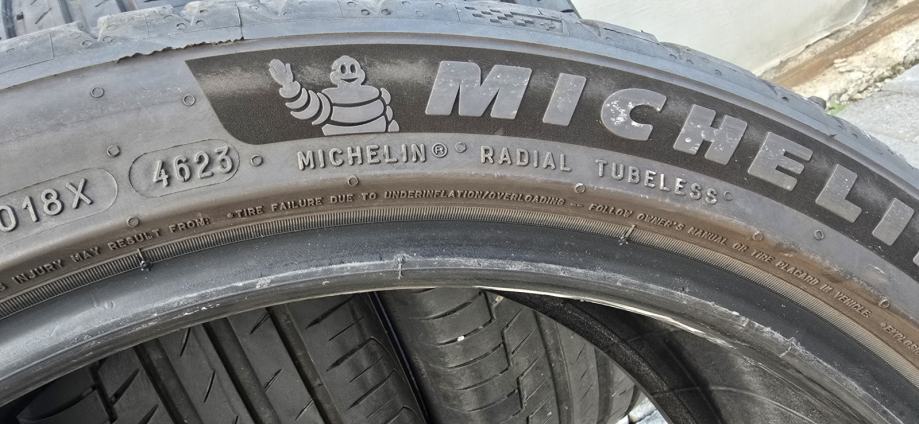 MICHELI
018X 4623 MICHELIN® RADIAL TUBELESS
INJURY MAY RESULT FROM: •TIRE FAILURE DUE TO UNDERINFLATION/OVERLOADING — FOLLOW OWNER'S MANUAL OR TIRE PLACARD IN VEHICLE